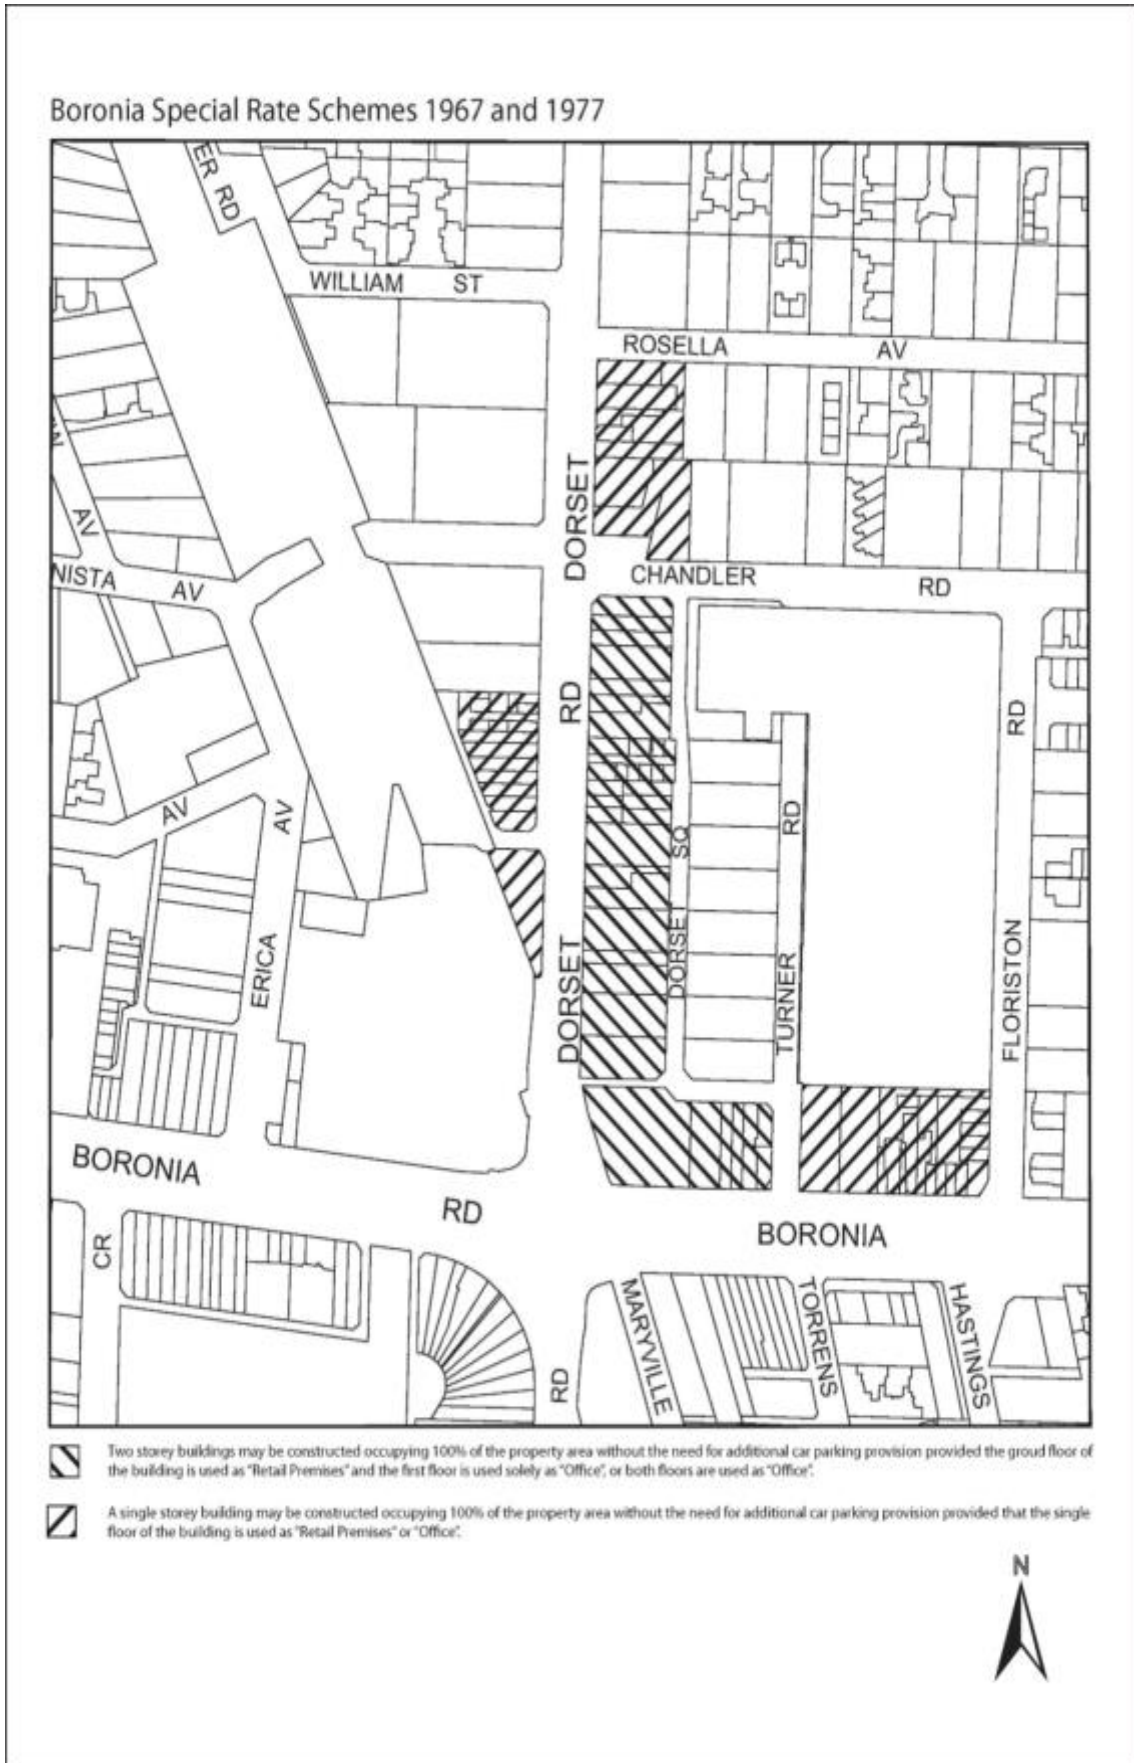 Boronia Special Rate Schemes 1967 and 1977
ER RD
WILLIAM ST
ROSELLA AV
DORSET
AV
CHANDLER RD
NISTA AV
RD
RD
AV
AV
RD
DORSET SQ
ERICA
DORSET
TURNER
FLORISTON
BORONIA
RD
BORONIA
CR
MARYVILLE
TORRENS
HASTINGS
RD
Two storey buildings may be constructed occupying 100% of the property area without the need for additional car parking provision provided the groud floor of
the building is used as "Retail Premises" and the first floor is used solely as "Office", or both floors are used as "Office".
A single storey building may be constructed occupying 100% of the property area without the need for additional car parking provision provided that the single
floor of the building is used as "Retail Premises" or "Office".
N